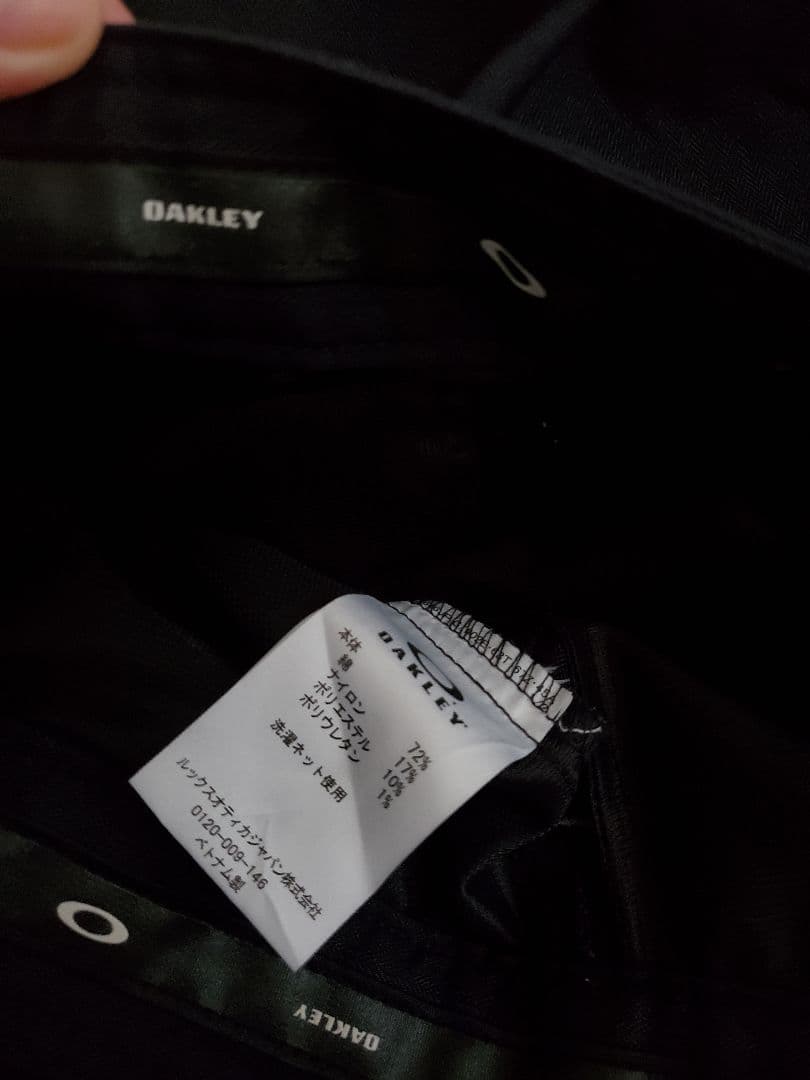 OAKLEY
OAKLEY
本体
綿 72%
ナイロン 17%
ポリエステル 10%
ポリウレタン 1%
洗濯ネット使用
ルックスオティカジャパン株式会社
0120-009-146
ベトナム製
OAKLEY